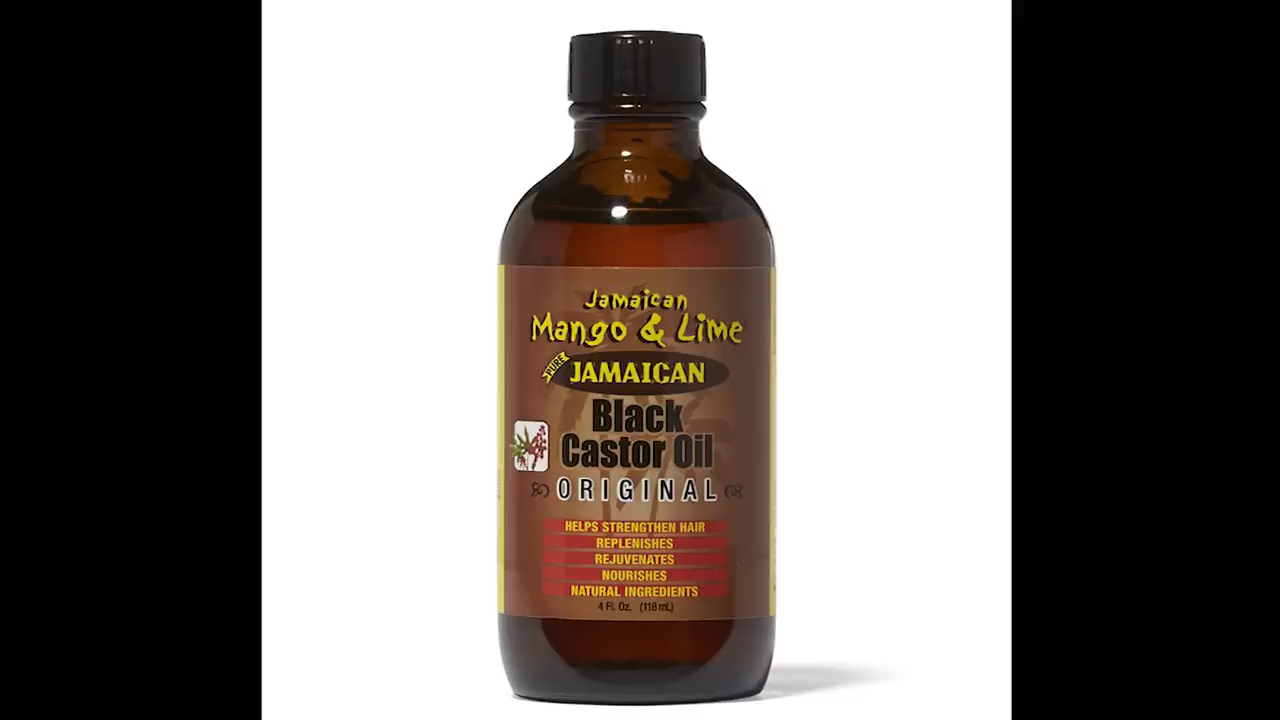 Jamaican
Mango & Lime
PURE
JAMAICAN
Black
Castor Oil
ORIGINAL
HELPS STRENGTHEN HAIR
REPLENISHES
REJUVENATES
NOURISHES
NATURAL INGREDIENTS
4 Fl. Oz. (118 mL)